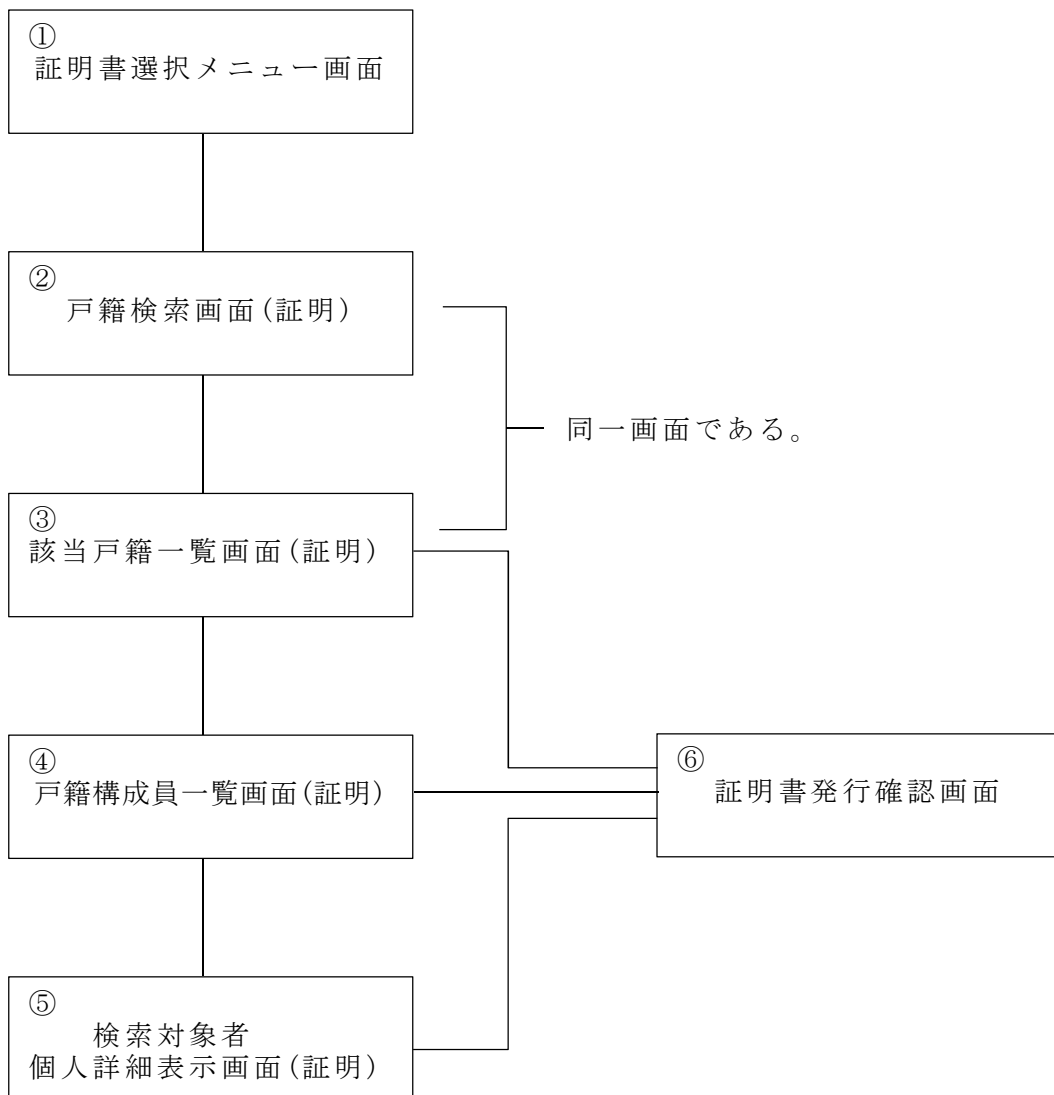 ①
証明書選択メニュー画面
②
戸籍検索画面(証明)
同一画面である。
③
該当戸籍一覧画面(証明)
④
戸籍構成員一覧画面(証明)
⑥
証明書発行確認画面
⑤
検索対象者
個人詳細表示画面(証明)